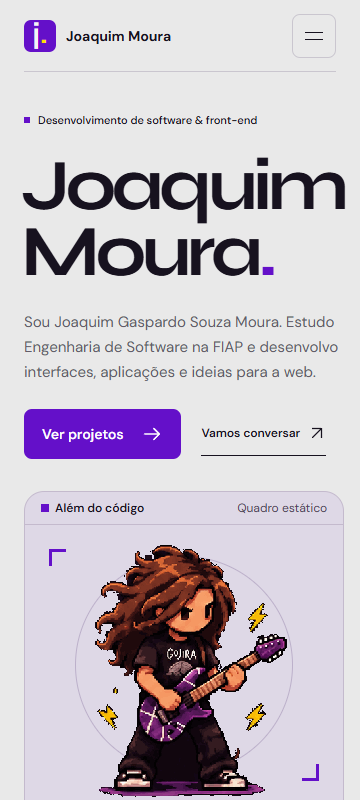 j.
Joaquim Moura
Desenvolvimento de software & front-end
Joaquim
Moura.
Sou Joaquim Gaspardo Souza Moura. Estudo
Engenharia de Software na FIAP e desenvolvo
interfaces, aplicações e ideias para a web.
Ver projetos
Vamos conversar
Além do código
Quadro estático
GOJIRA